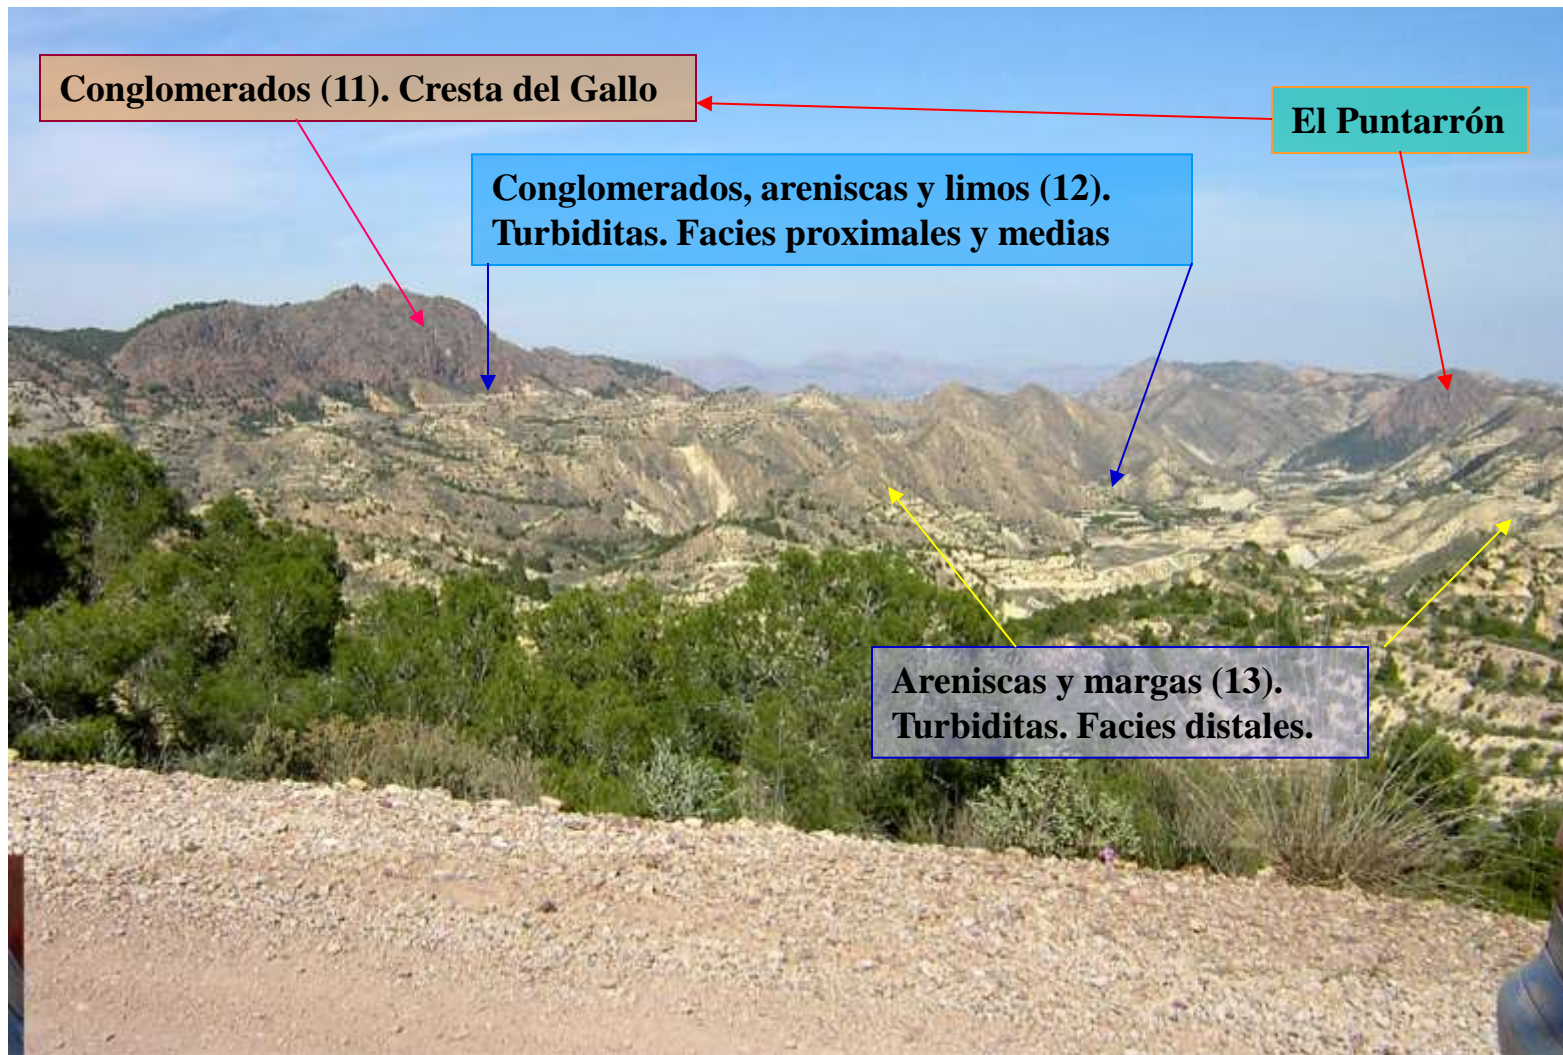 Conglomerados (11). Cresta del Gallo
El Puntarrón
Conglomerados, areniscas y limos (12).
Turbiditas. Facies proximales y medias
Areniscas y margas (13).
Turbiditas. Facies distales.